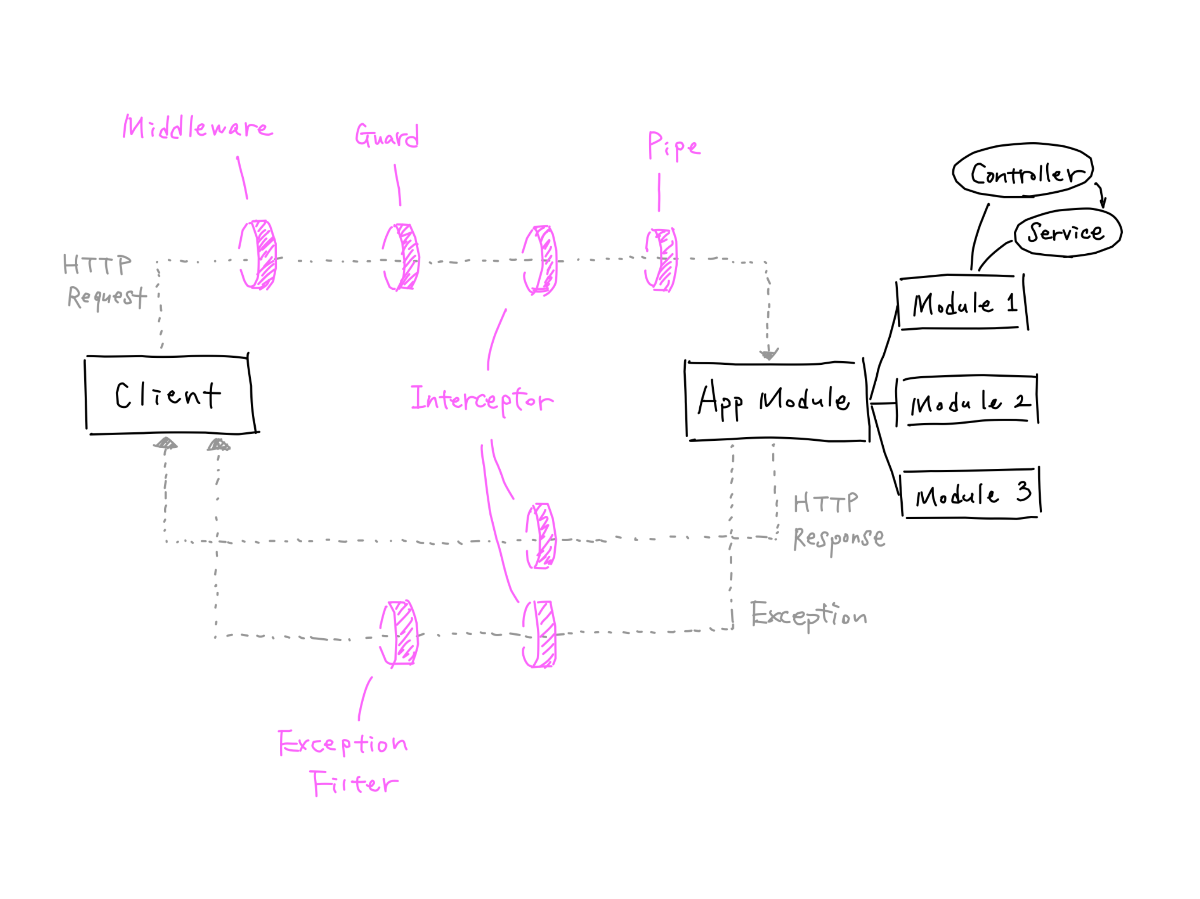 Middleware
Guard
Pipe
Controller
Service
HTTP
Request
Module 1
Client
Interceptor
App Module
Module 2
Module 3
HTTP
Response
Exception
Exception
Filter